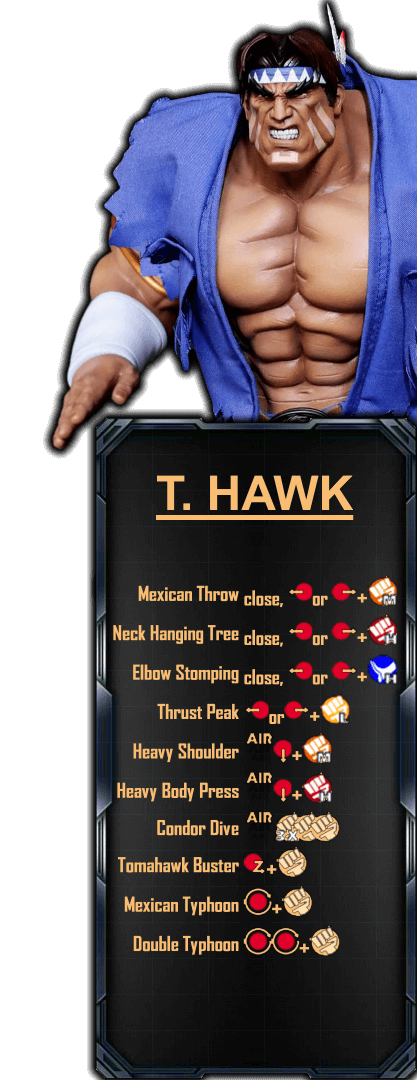 T. HAWK
Mexican Throw close, or + M
Neck Hanging Tree close, or + H
Elbow Stomping close, or + H
Thrust Peak or + L
Heavy Shoulder AIR + M
Heavy Body Press AIR + H
Condor Dive AIR 3X
Tomahawk Buster Z +
Mexican Typhoon +
Double Typhoon +